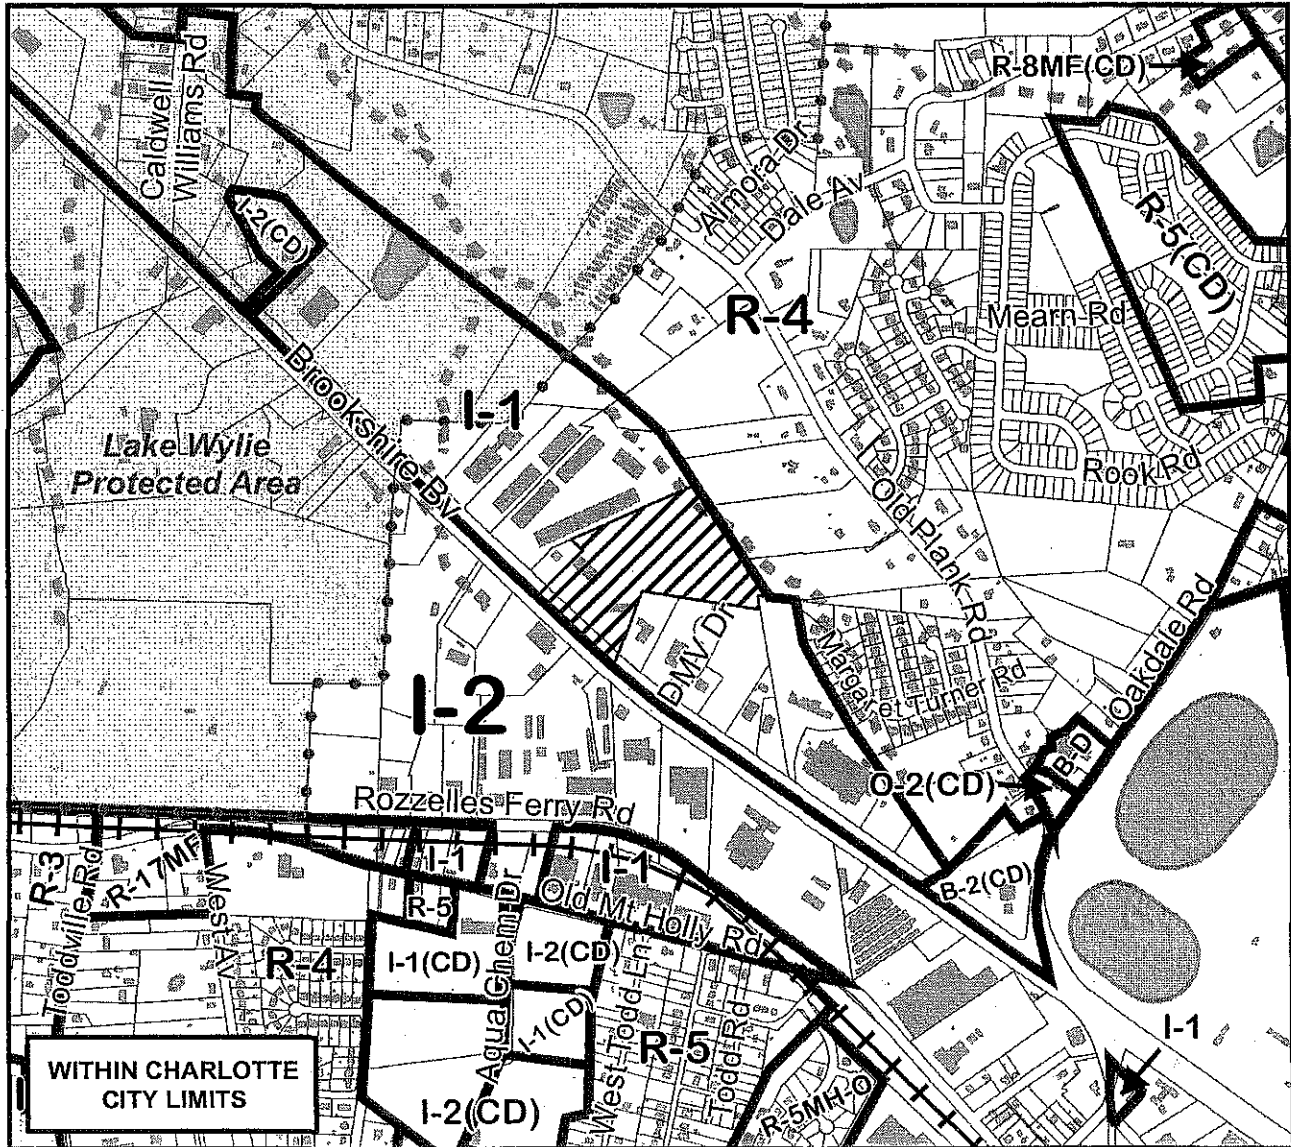 R-8MF(CD)
Caldwell
Williams Rd
I-2(CD)
Almora Dr
Dale Av
R-5(CD)
R-4
Mearn Rd
Brookshire Bv
I-1
Lake Wylie
Protected Area
Rook Rd
Old Plank Rd
Oakdale Rd
DMV Dr
Margaret Turner Rd
I-2
B-D
O-2(CD)
Rozzelles Ferry Rd
R-3
Toddville Rd
R-17MF
West Av
I-1
I-1
R-5
B-2(CD)
Old Mt Holly Rd
R-4
I-1(CD)
Aqua Chem Dr
I-2(CD)
I-1(CD)
West Todd Ln
R-5
Todd Rd
I-1
WITHIN CHARLOTTE
CITY LIMITS
I-2(CD)
R-5MH-O